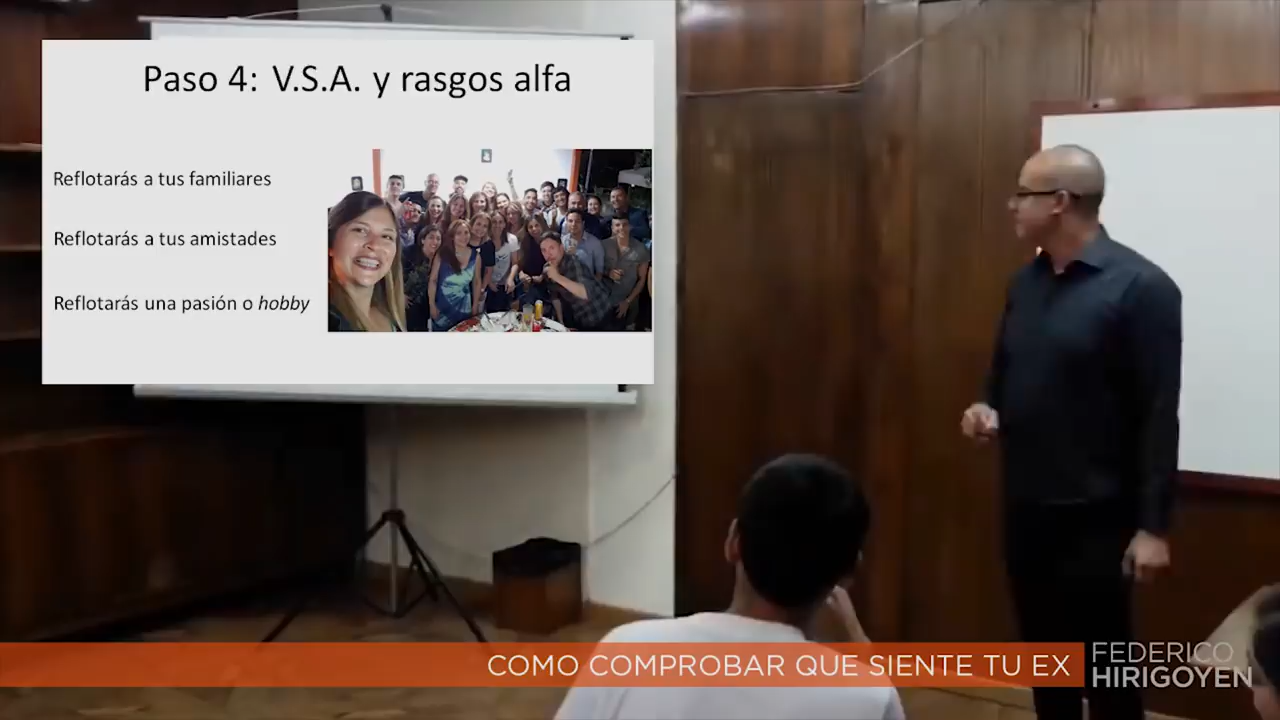 Paso 4: V.S.A. y rasgos alfa
Reflotarás a tus familiares
Reflotarás a tus amistades
Reflotarás una pasión o hobby
COMO COMPROBAR QUE SIENTE TU EX
FEDERICO
HIRIGOYEN